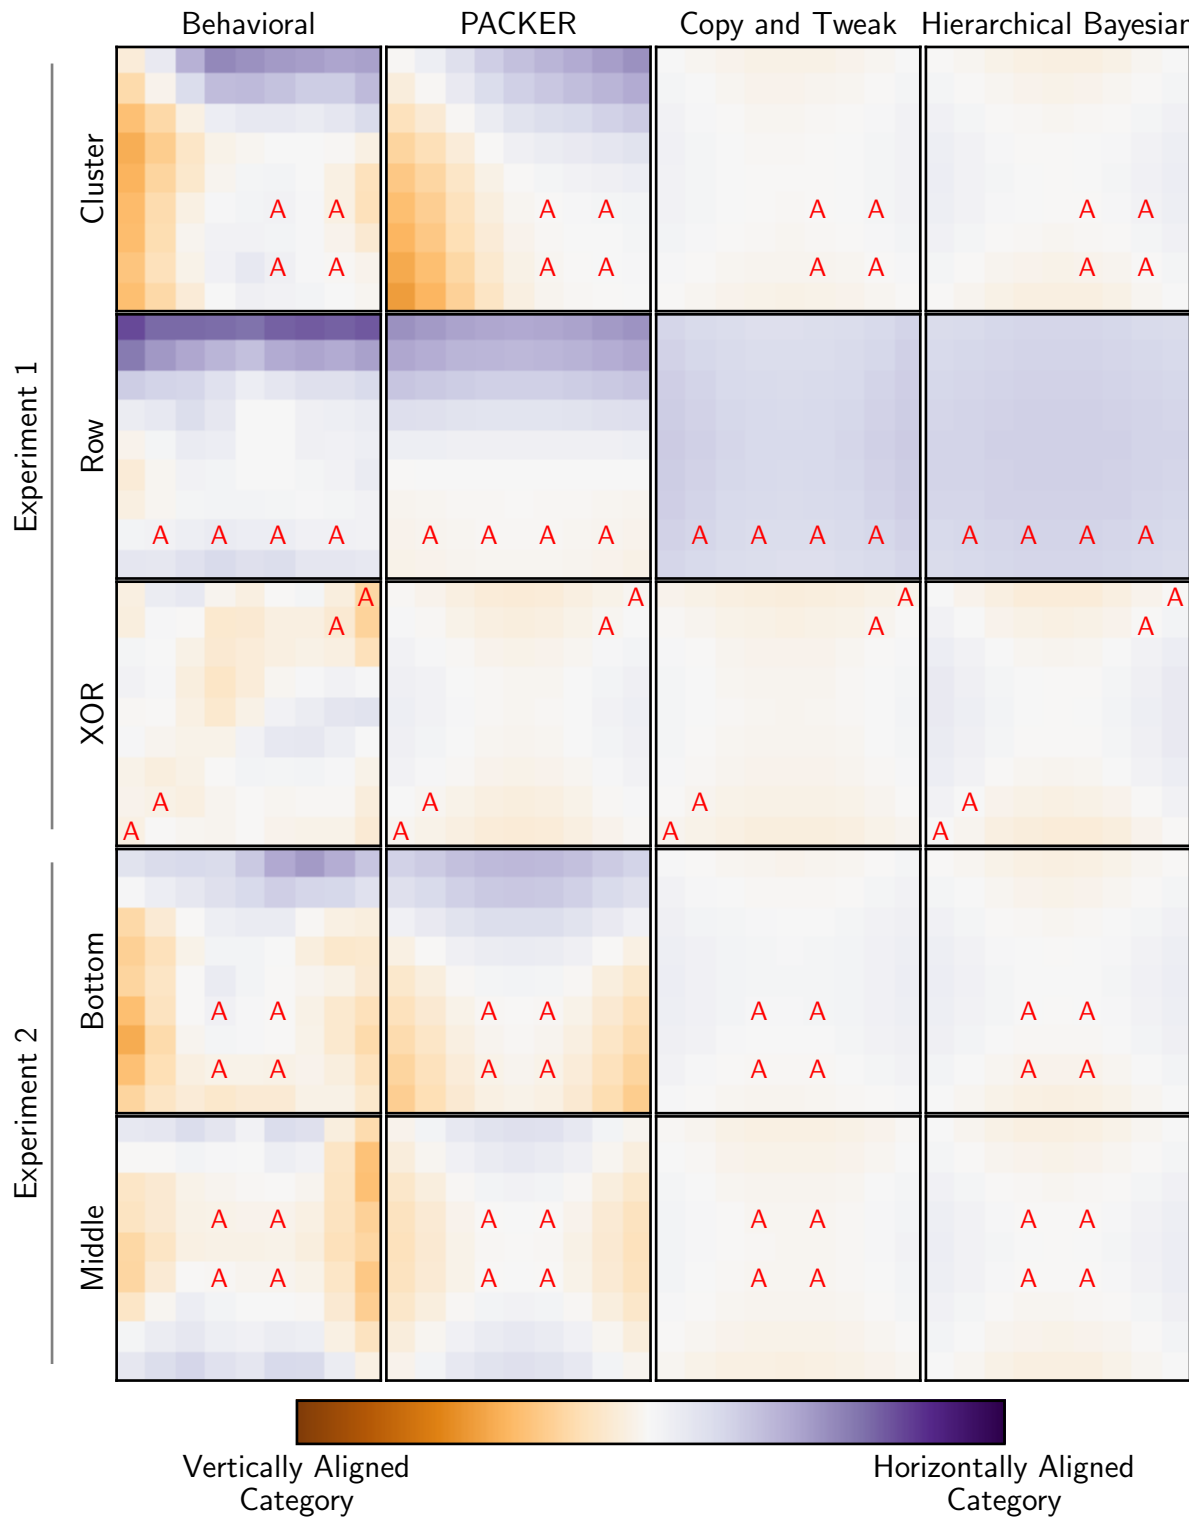 Behavioral PACKER Copy and Tweak Hierarchical Bayesian
Experiment 1
Cluster
A A A A A A A A
A A A A A A A A
Row
A A A A A A A A A A A A A A A A
XOR
A A A A
A A A A
A A A A
A A A A
Experiment 2
Bottom
A A A A A A A A
A A A A A A A A
Middle
A A A A A A A A
A A A A A A A A
Vertically Aligned
Category
Horizontally Aligned
Category